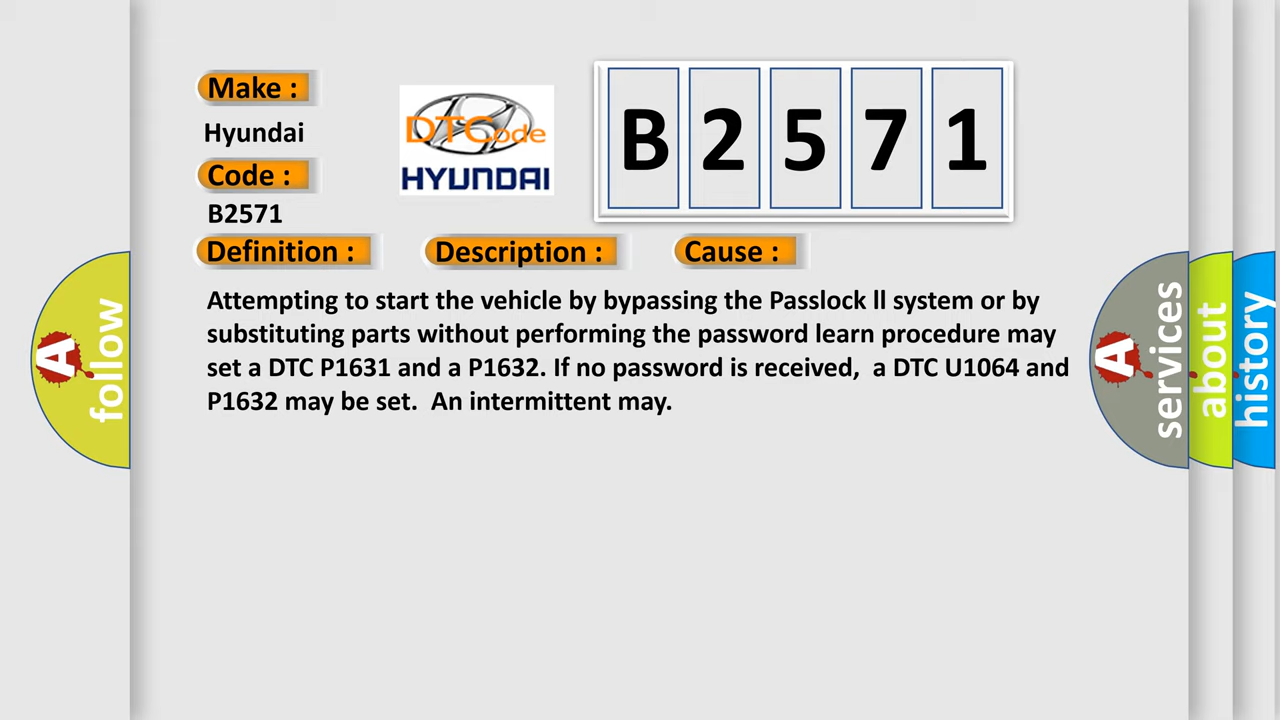 Make :
Hyundai
Code :
B2571
DTCode
HYUNDAI
B 2 5 7 1
Definition :
Description :
Cause :
Attempting to start the vehicle by bypassing the Passlock ll system or by
substituting parts without performing the password learn procedure may
set a DTC P1631 and a P1632. If no password is received,  a DTC U1064 and
P1632 may be set.  An intermittent may.
A
follow
A
services
about
history